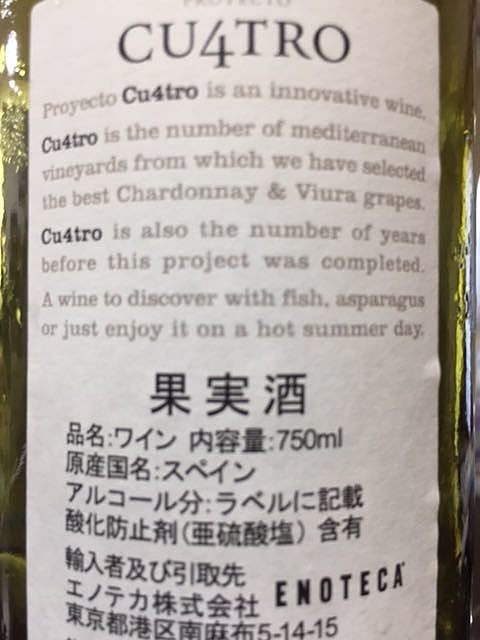 PROYECTO
CU4TRO
Proyecto Cu4tro is an innovative wine.
Cu4tro is the number of mediterranean
vineyards from which we have selected
the best Chardonnay & Viura grapes.
Cu4tro is also the number of years
before this project was completed.
A wine to discover with fish, asparagus
or just enjoy it on a hot summer day.
果実酒
品名:ワイン 内容量:750ml
原産国名:スペイン
アルコール分:ラベルに記載
酸化防止剤(亜硫酸塩)含有
輸入者及び引取先
エノテカ株式会社 ENOTECA
東京都港区南麻布5-14-15